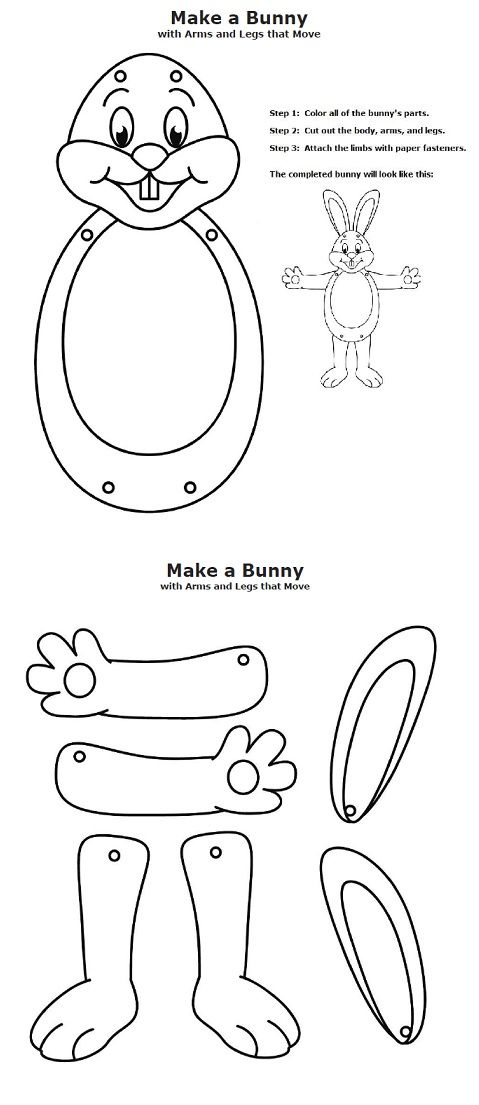 Make a Bunny
with Arms and Legs that Move
Step 1: Color all of the bunny's parts.
Step 2: Cut out the body, arms, and legs.
Step 3: Attach the limbs with paper fasteners.
The completed bunny will look like this:
Make a Bunny
with Arms and Legs that Move